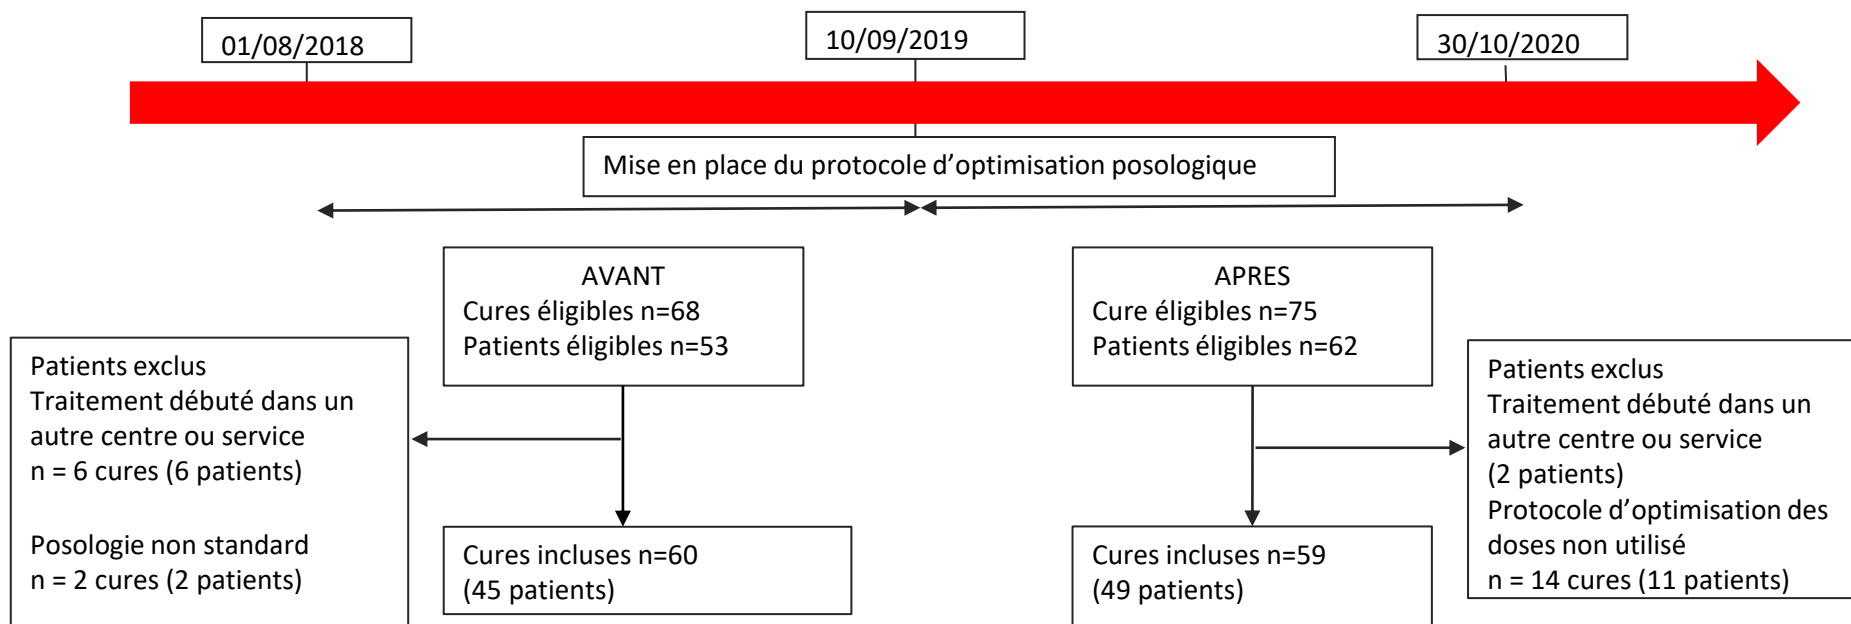 01/08/2018
10/09/2019
30/10/2020
Mise en place du protocole d’optimisation posologique
AVANT
Cures éligibles n=68
Patients éligibles n=53
APRES
Cure éligibles n=75
Patients éligibles n=62
Patients exclus
Traitement débuté dans un
autre centre ou service
n = 6 cures (6 patients)
Posologie non standard
n = 2 cures (2 patients)
Patients exclus
Traitement débuté dans un
autre centre ou service
(2 patients)
Protocole d’optimisation des
doses non utilisé
n = 14 cures (11 patients)
Cures incluses n=60
(45 patients)
Cures incluses n=59
(49 patients)